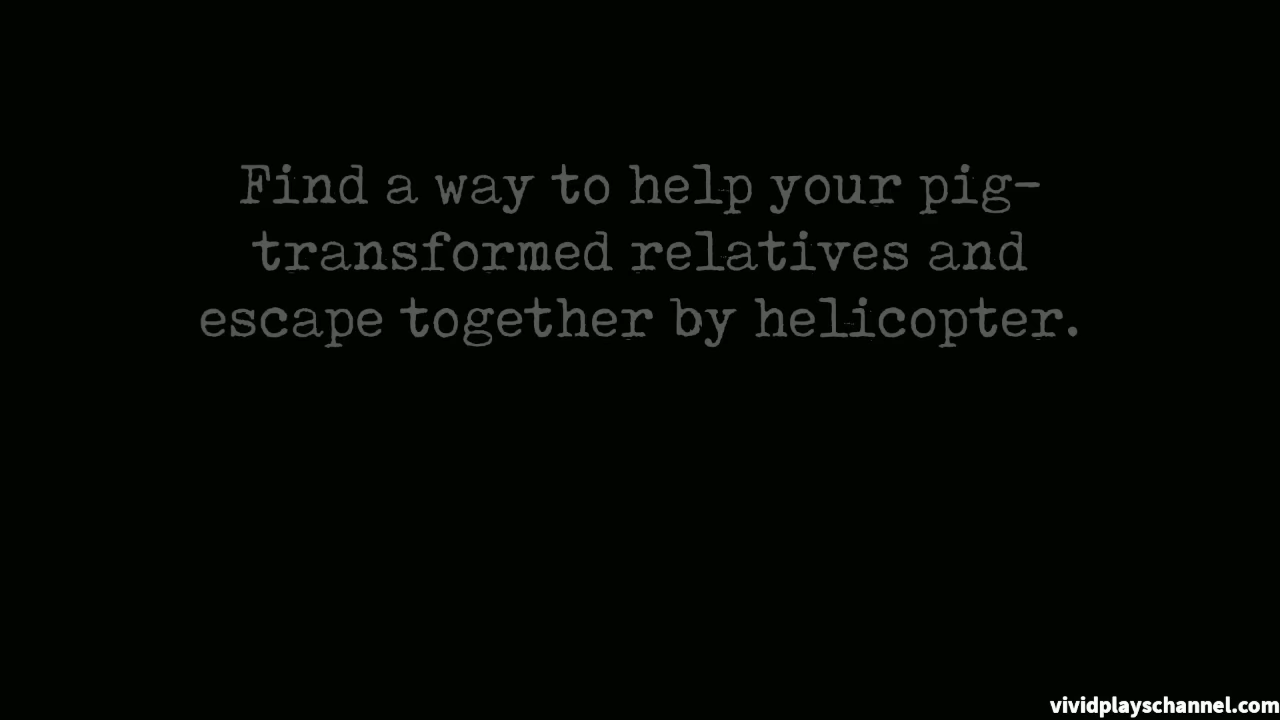 Find a way to help your pig-
transformed relatives and
escape together by helicopter.
vividplayschannel.com